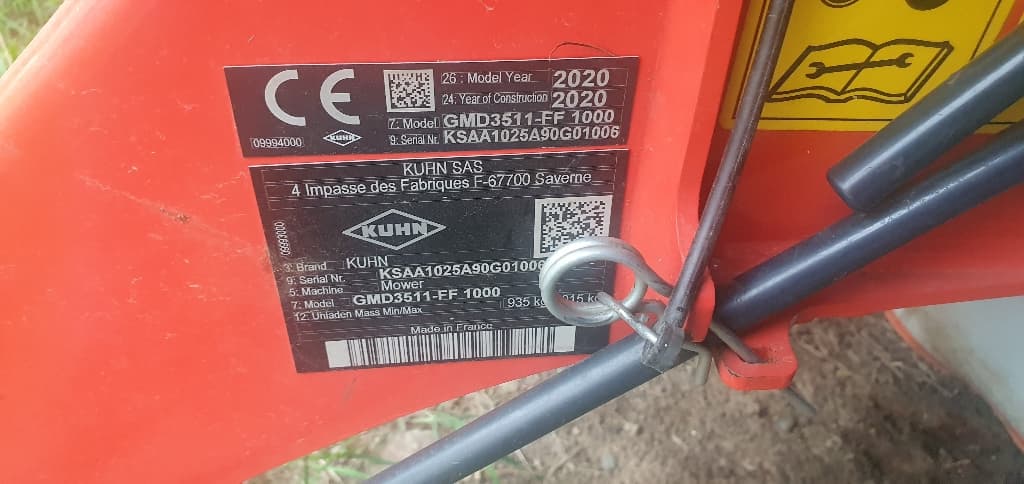 CE
26: Model Year 2020
24: Year of Construction 2020
7: Model GMD3511-FF 1000
9: Serial Nr. KSAA1025A90G01006
09994000
KUHN
KUHN SAS
4 Impasse des Fabriques F-67700 Saverne
09993000
KUHN
3: Brand KUHN
9: Serial Nr. KSAA1025A90G01006
5: Machine Mower
7: Model GMD3511-FF 1000
12: Unladen Mass Min/Max 935 kg
Made in France